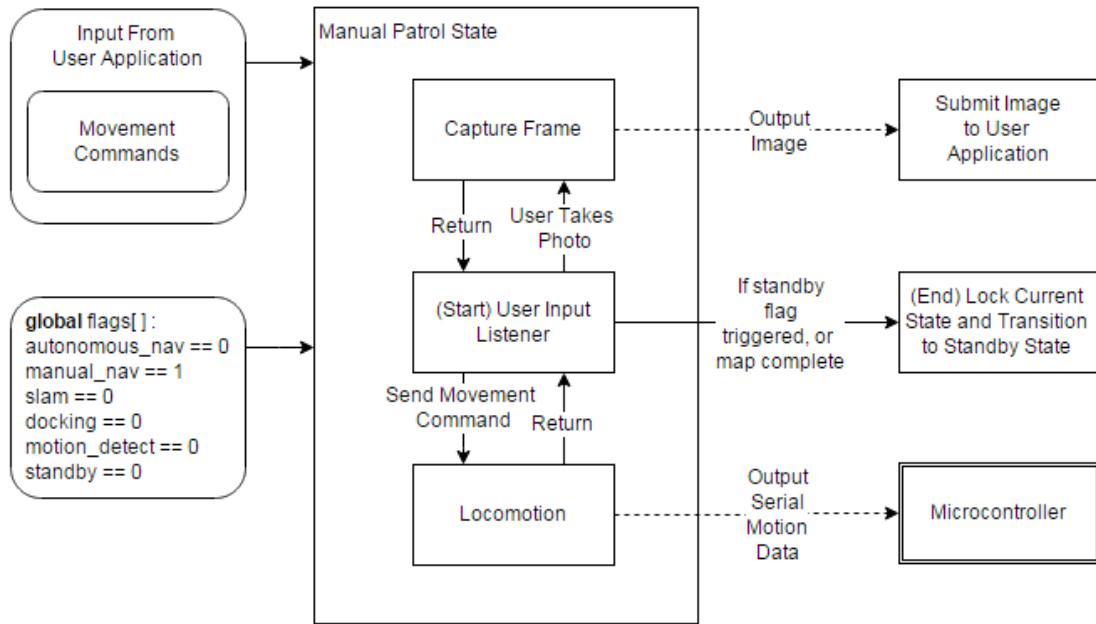 Input From
User Application
Movement
Commands
global flags[ ] :
autonomous_nav == 0
manual_nav == 1
slam == 0
docking == 0
motion_detect == 0
standby == 0
Manual Patrol State
Capture Frame
Return
User Takes
Photo
(Start) User Input
Listener
Send Movement
Command
Return
Locomotion
Output
Image
Submit Image
to User
Application
If standby
flag
triggered, or
map complete
(End) Lock Current
State and Transition
to Standby State
Output
Serial
Motion
Data
Microcontroller